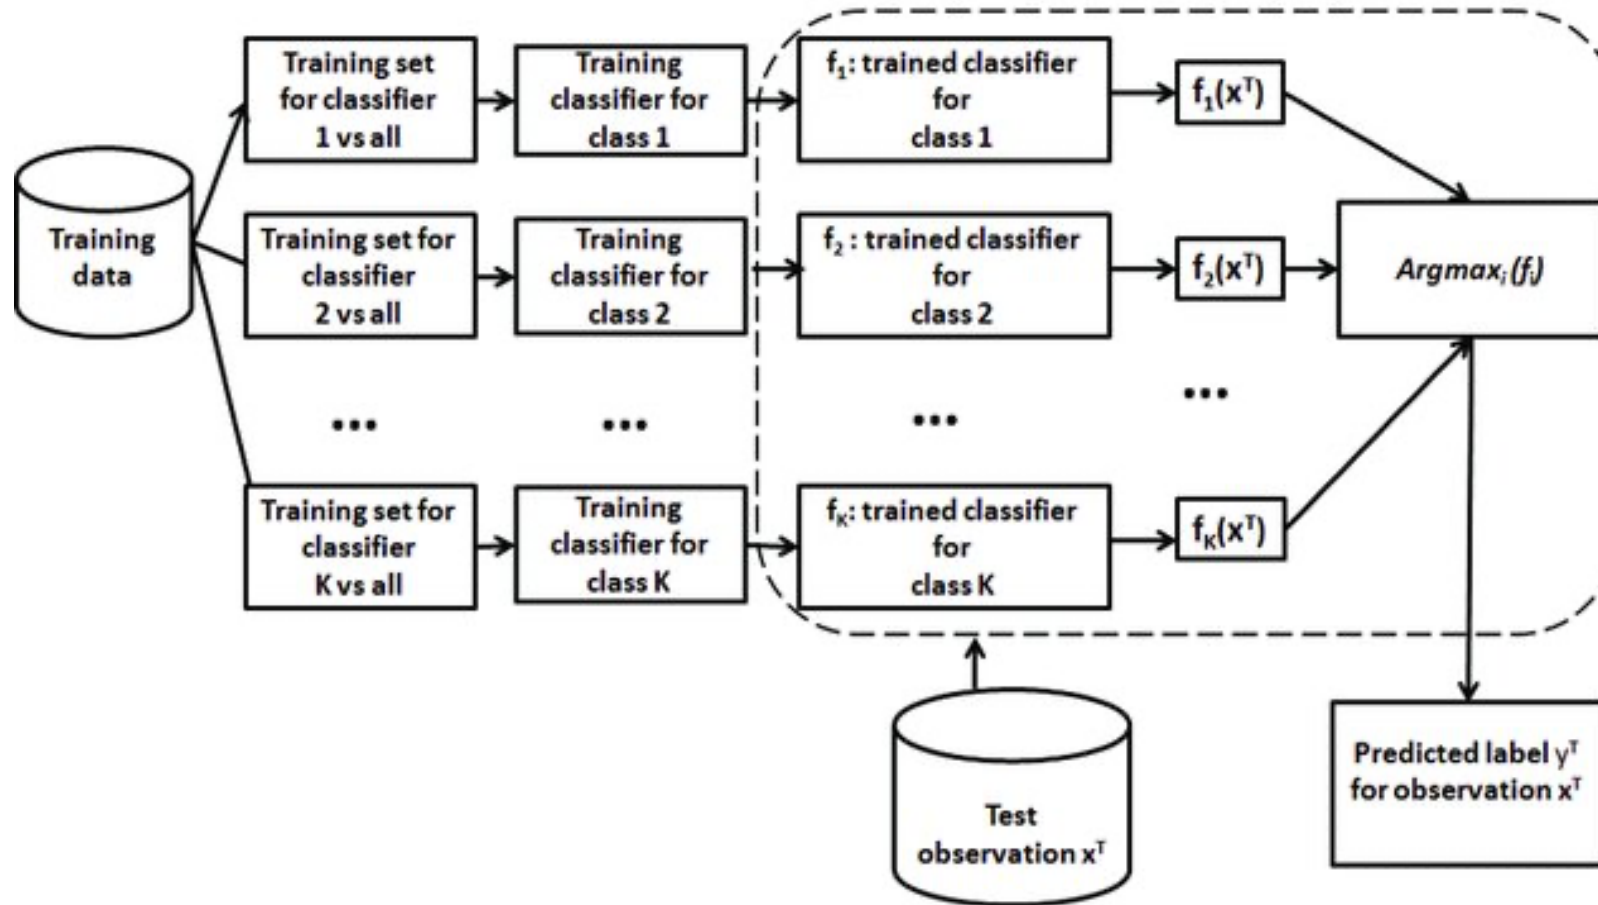 Training set
for classifier
1 vs all
Training
classifier for
class 1
f₁: trained classifier
for
class 1
f₁(xᵀ)
Training
data
Training set for
classifier
2 vs all
Training
classifier for
class 2
f₂ : trained classifier
for
class 2
f₂(xᵀ)
Argmaxᵢ(fᵢ)
...
...
...
...
Training set for
classifier
K vs all
Training
classifier for
class K
f_K: trained classifier
for
class K
f_K(xᵀ)
Test
observation xᵀ
Predicted label yᵀ
for observation xᵀ